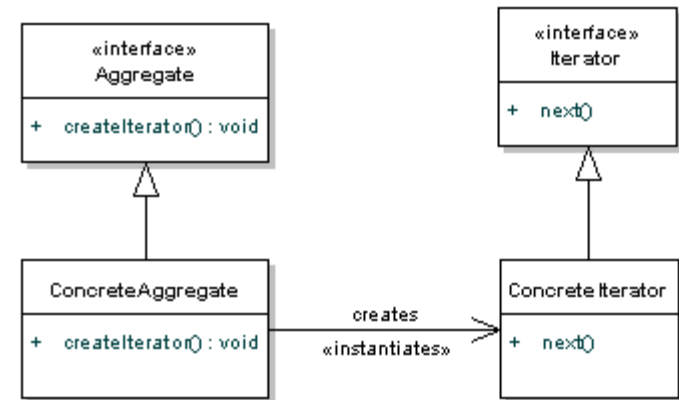 «interface»
Aggregate
+ createIterator() : void
«interface»
Iterator
+ next()
ConcreteAggregate
+ createIterator() : void
creates
«instantiates»
ConcreteIterator
+ next()